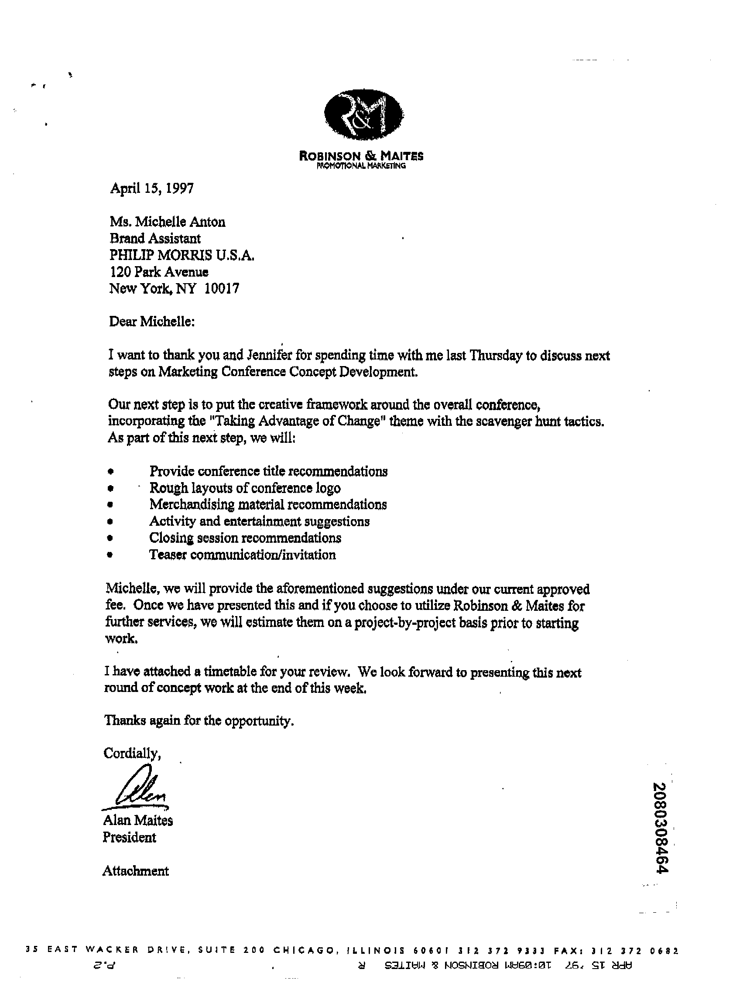 R&M
ROBINSON & MAITES
PROMOTIONAL MARKETING
April 15, 1997
Ms. Michelle Anton
Brand Assistant
PHILIP MORRIS U.S.A.
120 Park Avenue
New York, NY 10017
Dear Michelle:
I want to thank you and Jennifer for spending time with me last Thursday to discuss next
steps on Marketing Conference Concept Development.
Our next step is to put the creative framework around the overall conference,
incorporating the "Taking Advantage of Change" theme with the scavenger hunt tactics.
As part of this next step, we will:
• Provide conference title recommendations
• Rough layouts of conference logo
• Merchandising material recommendations
• Activity and entertainment suggestions
• Closing session recommendations
• Teaser communication/invitation
Michelle, we will provide the aforementioned suggestions under our current approved
fee. Once we have presented this and if you choose to utilize Robinson & Maites for
further services, we will estimate them on a project-by-project basis prior to starting
work.
I have attached a timetable for your review. We look forward to presenting this next
round of concept work at the end of this week.
Thanks again for the opportunity.
Cordially,
Alan
Alan Maites
President
Attachment
2080308464
35 EAST WACKER DRIVE, SUITE 200 CHICAGO, ILLINOIS 60601 312 372 9333 FAX: 312 372 0682
APR 15 '97 10:09AM ROBINSON & MAITES R P.2